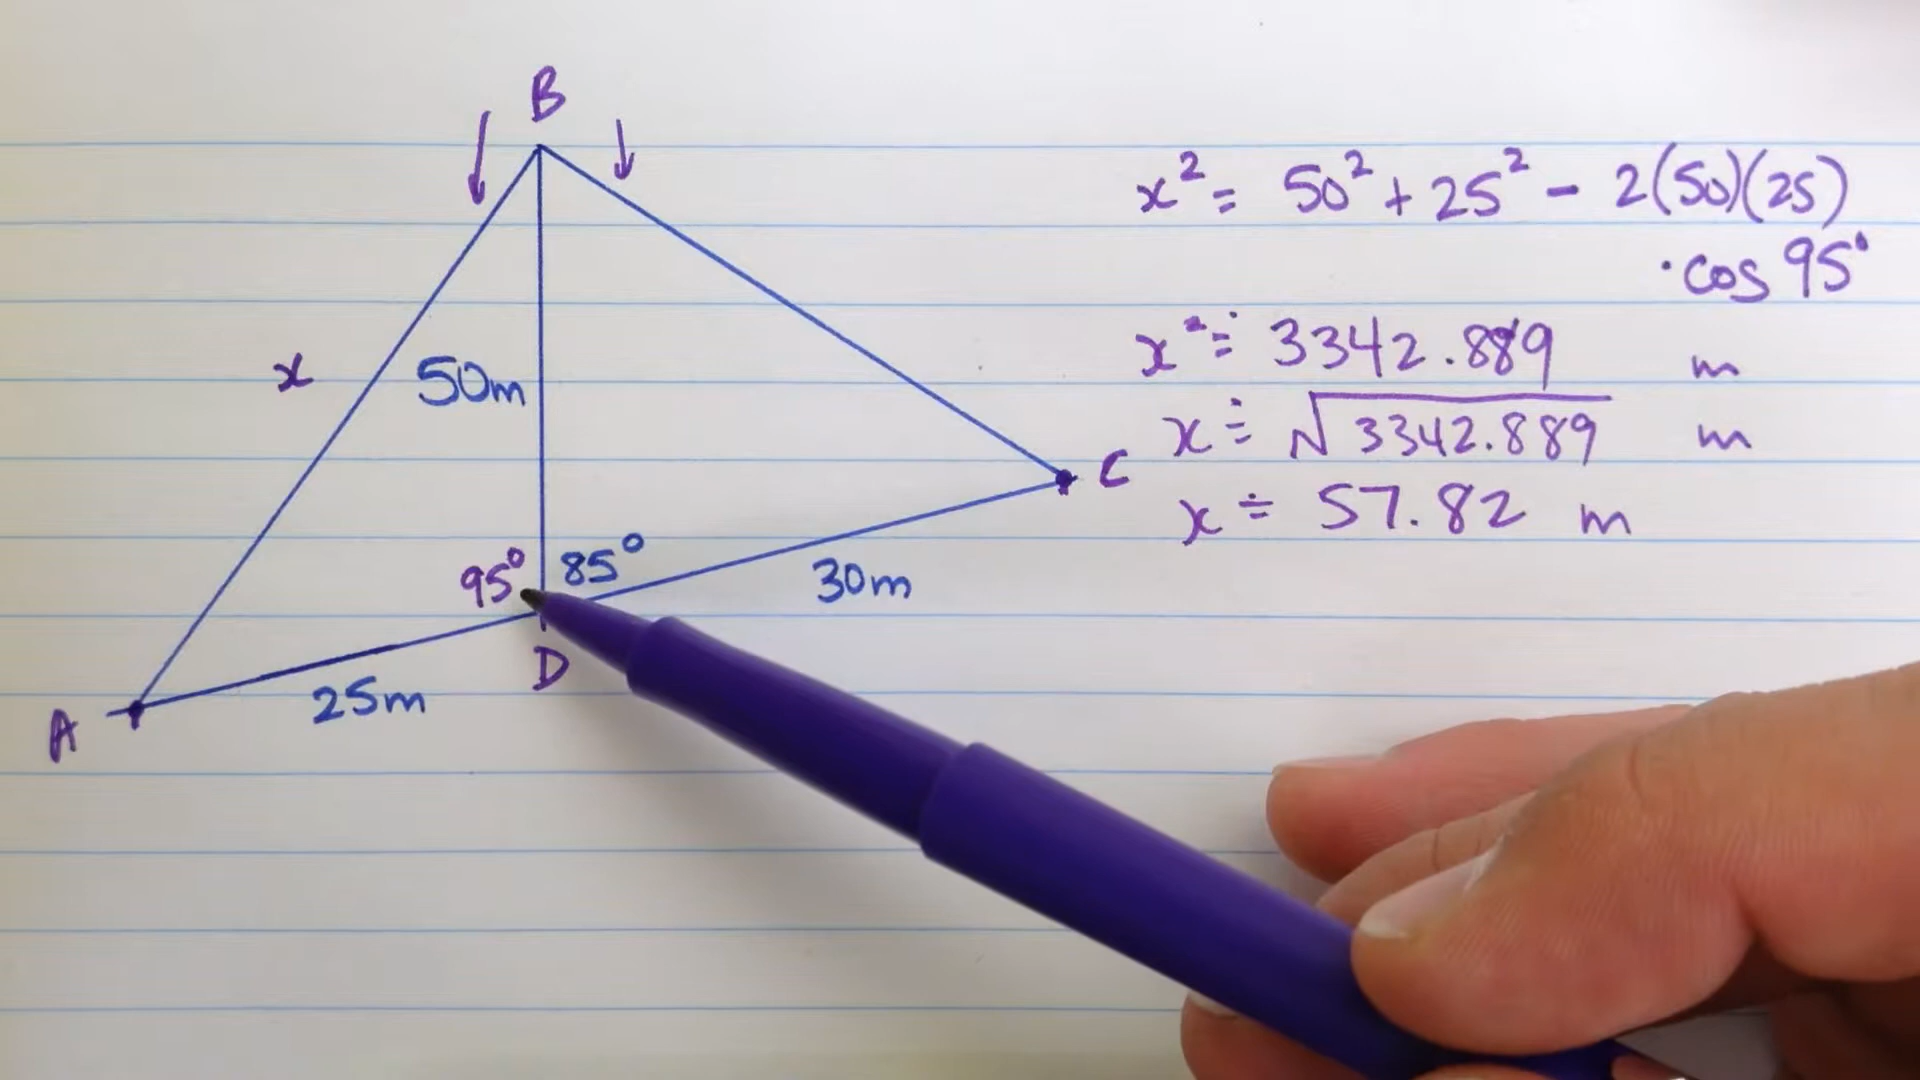 B
x² = 50² + 25² - 2(50)(25)
· cos 95°
x² ≐ 3342.889 m
x
50m
x ≐ √3342.889 m
C
x ≐ 57.82 m
95° 85°
30m
D
25m
A